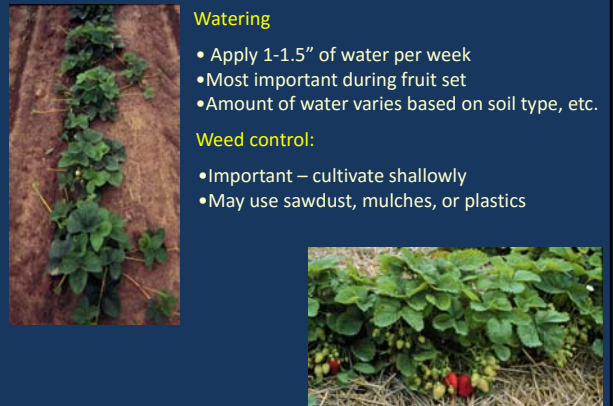 Watering
• Apply 1-1.5” of water per week
•Most important during fruit set
•Amount of water varies based on soil type, etc.
Weed control:
•Important – cultivate shallowly
•May use sawdust, mulches, or plastics